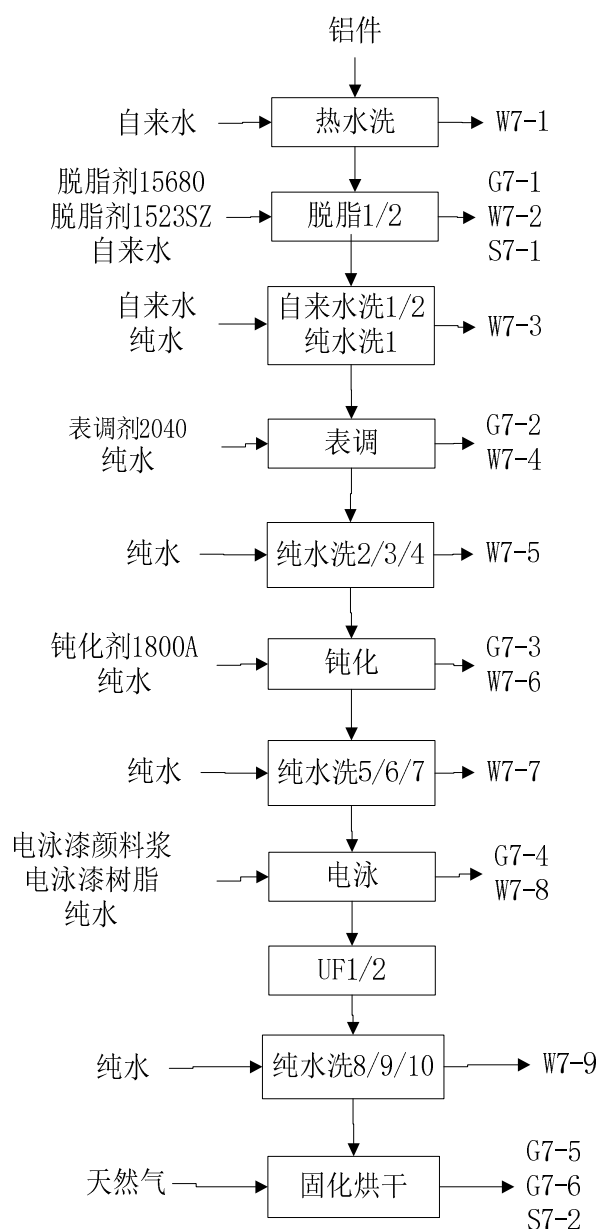 铝件
自来水
热水洗
W7-1
脱脂剂15680
脱脂剂1523SZ
自来水
脱脂1/2
G7-1
W7-2
S7-1
自来水
纯水
自来水洗1/2
纯水洗1
W7-3
表调剂2040
纯水
表调
G7-2
W7-4
纯水
纯水洗2/3/4
W7-5
钝化剂1800A
纯水
钝化
G7-3
W7-6
纯水
纯水洗5/6/7
W7-7
电泳漆颜料浆
电泳漆树脂
纯水
电泳
G7-4
W7-8
UF1/2
纯水
纯水洗8/9/10
W7-9
天然气
固化烘干
G7-5
G7-6
S7-2